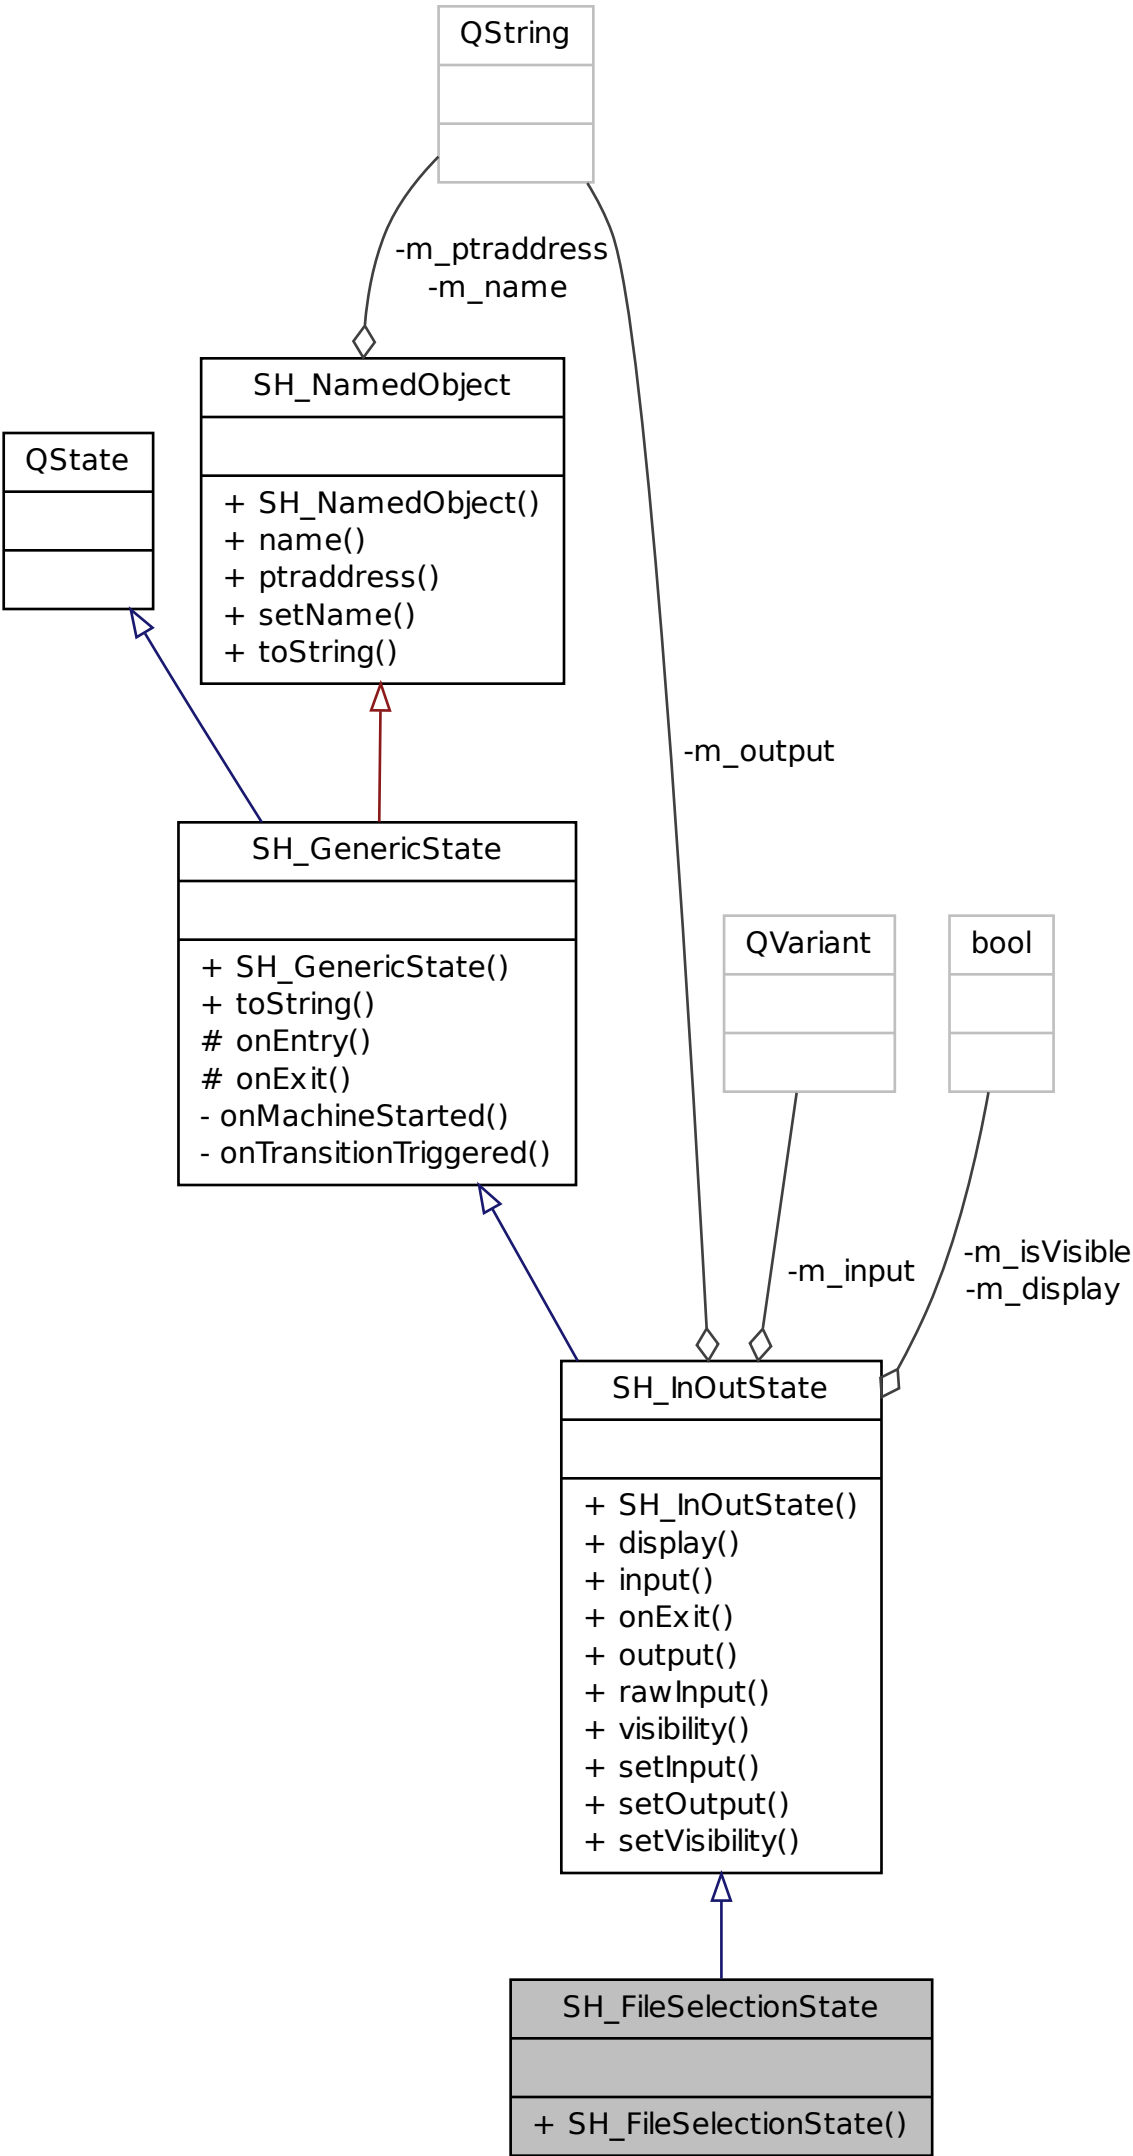 QString
-m_ptraddress
-m_name
SH_NamedObject
+ SH_NamedObject()
+ name()
+ ptraddress()
+ setName()
+ toString()
QState
-m_output
SH_GenericState
+ SH_GenericState()
+ toString()
# onEntry()
# onExit()
- onMachineStarted()
- onTransitionTriggered()
QVariant
bool
-m_input
-m_isVisible
-m_display
SH_InOutState
+ SH_InOutState()
+ display()
+ input()
+ onExit()
+ output()
+ rawInput()
+ visibility()
+ setInput()
+ setOutput()
+ setVisibility()
SH_FileSelectionState
+ SH_FileSelectionState()